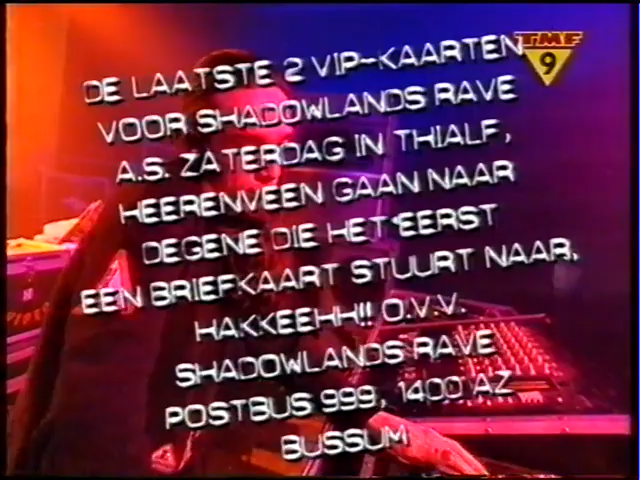 TMF
9
DE LAATSTE 2 VIP-KAARTEN
VOOR SHADOWLANDS RAVE
A.S. ZATERDAG IN THIALF,
HEERENVEEN GAAN NAAR
DEGENE DIE HET EERST
EEN BRIEFKAART STUURT NAAR,
HAKKEEHH!! O.V.V.
SHADOWLANDS RAVE
POSTBUS 999, 1400 AZ
BUSSUM